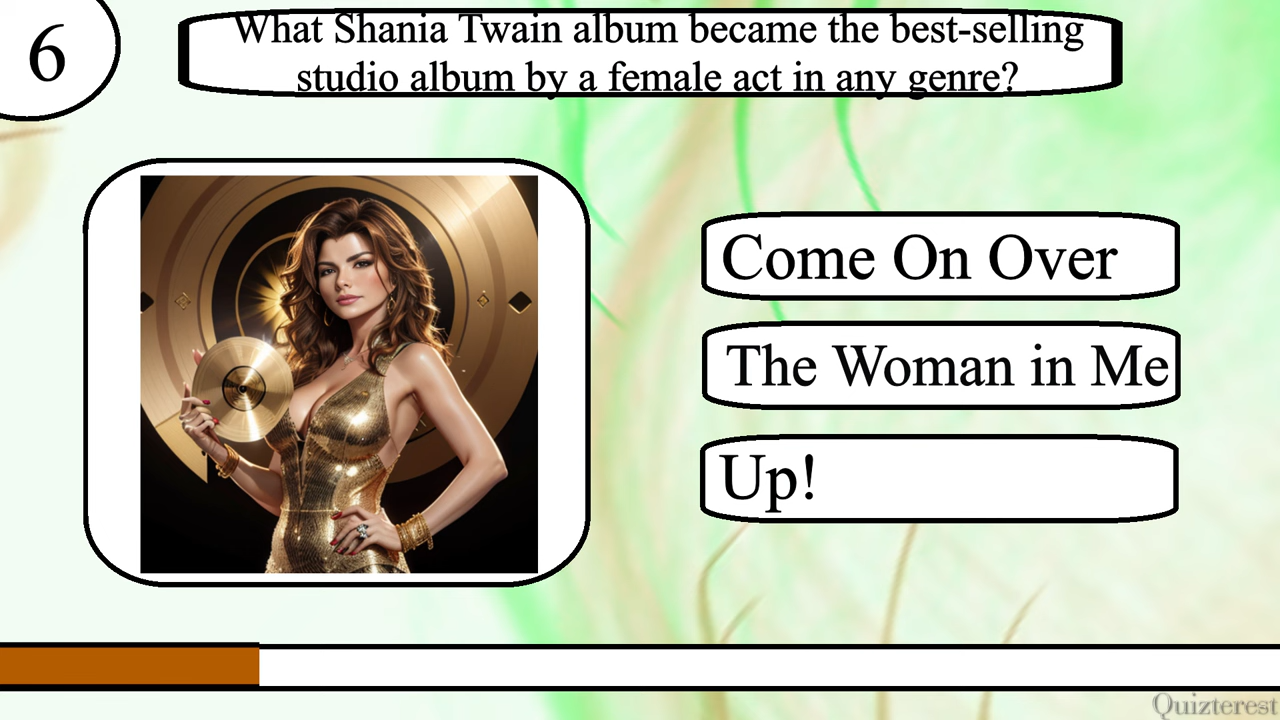 6
What Shania Twain album became the best-selling
studio album by a female act in any genre?
Come On Over
The Woman in Me
Up!
Quizterest